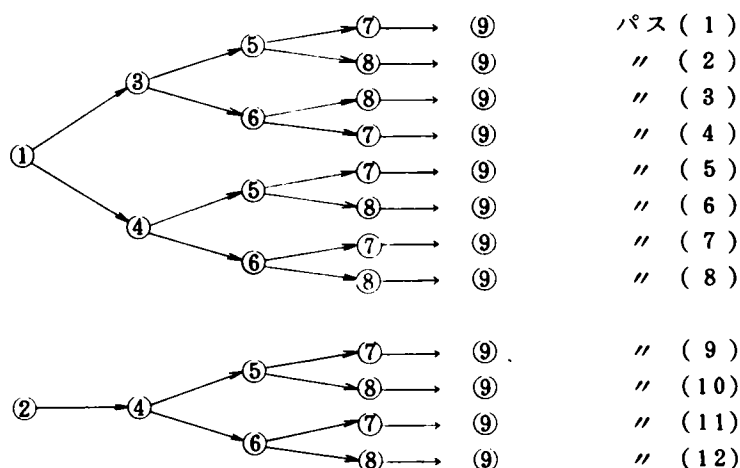 ⑦ ⑨ パス ( 1 )
⑤
⑧ ⑨ 〃 ( 2 )
③
⑧ ⑨ 〃 ( 3 )
⑥
⑦ ⑨ 〃 ( 4 )
①
⑦ ⑨ 〃 ( 5 )
⑤
⑧ ⑨ 〃 ( 6 )
④
⑦ ⑨ 〃 ( 7 )
⑥
⑧ ⑨ 〃 ( 8 )
⑦ ⑨ 〃 ( 9 )
⑤
⑧ ⑨ 〃 (10)
② ④
⑦ ⑨ 〃 (11)
⑥
⑧ ⑨ 〃 (12)